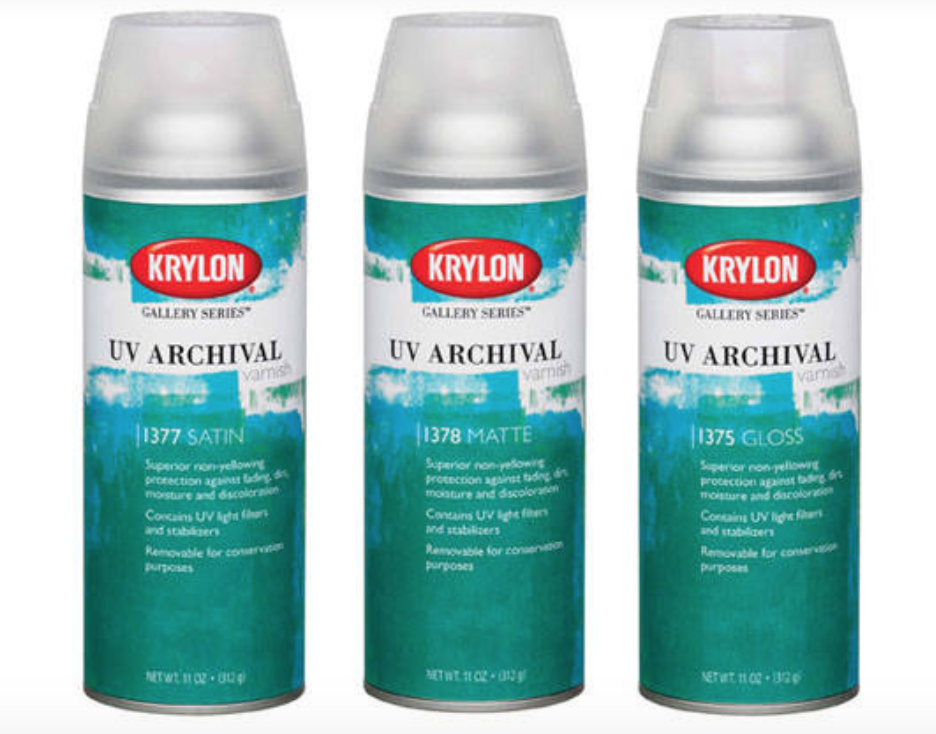 KRYLON
GALLERY SERIES™
UV ARCHIVAL
varnish
1377 SATIN
Superior non-yellowing
protection against fading, dirt,
moisture and discoloration
Contains UV light filters
and stabilizers
Removable for conservation
purposes
NET WT. 11 OZ • (312 g)
KRYLON
GALLERY SERIES™
UV ARCHIVAL
varnish
1378 MATTE
Superior non-yellowing
protection against fading, dirt,
moisture and discoloration
Contains UV light filters
and stabilizers
Removable for conservation
purposes
NET WT. 11 OZ • (312 g)
KRYLON
GALLERY SERIES™
UV ARCHIVAL
varnish
1375 GLOSS
Superior non-yellowing
protection against fading, dirt,
moisture and discoloration
Contains UV light filters
and stabilizers
Removable for conservation
purposes
NET WT. 11 OZ • (312 g)